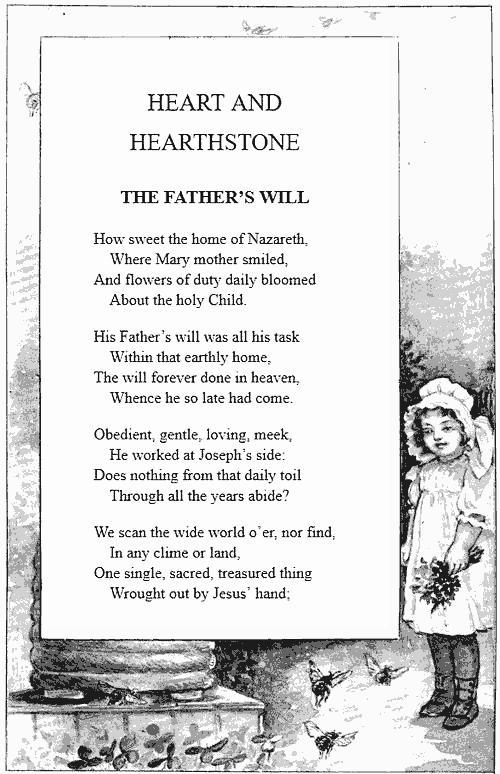 HEART AND
HEARTHSTONE
THE FATHER’S WILL
How sweet the home of Nazareth,
Where Mary mother smiled,
And flowers of duty daily bloomed
About the holy Child.
His Father’s will was all his task
Within that earthly home,
The will forever done in heaven,
Whence he so late had come.
Obedient, gentle, loving, meek,
He worked at Joseph’s side:
Does nothing from that daily toil
Through all the years abide?
We scan the wide world o’er, nor find,
In any clime or land,
One single, sacred, treasured thing
Wrought out by Jesus’ hand;